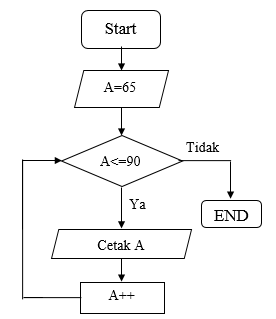 Start
A=65
A<=90
Tidak
Ya
END
Cetak A
A++